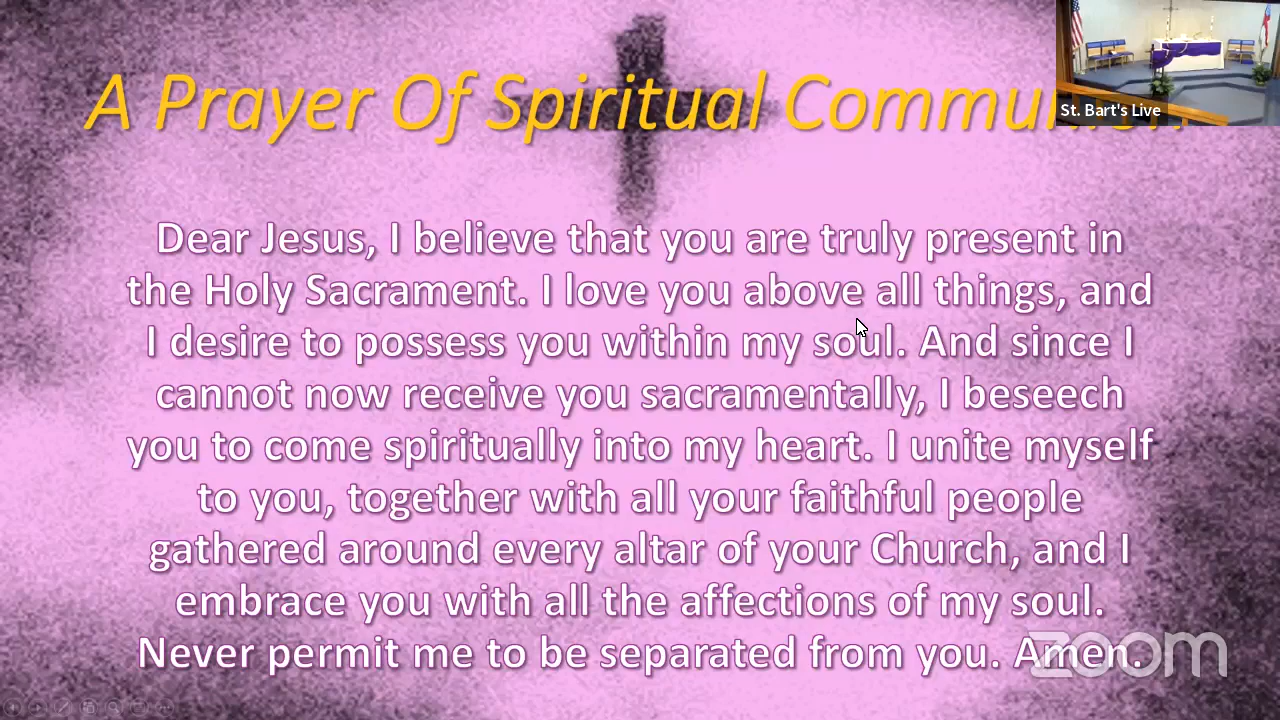 A Prayer Of Spiritual Communion
St. Bart's Live
Dear Jesus, I believe that you are truly present in
the Holy Sacrament. I love you above all things, and
I desire to possess you within my soul. And since I
cannot now receive you sacramentally, I beseech
you to come spiritually into my heart. I unite myself
to you, together with all your faithful people
gathered around every altar of your Church, and I
embrace you with all the affections of my soul.
Never permit me to be separated from you. Amen.
zoom